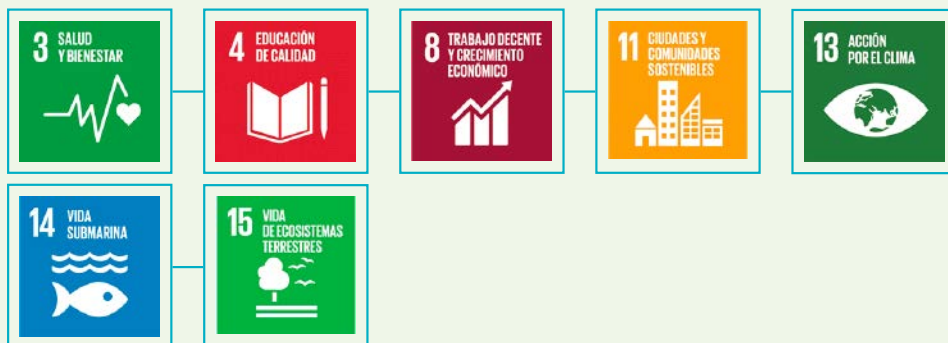 3 SALUD
Y BIENESTAR
4 EDUCACIÓN
DE CALIDAD
8 TRABAJO DECENTE
Y CRECIMIENTO
ECONÓMICO
11 CIUDADES Y
COMUNIDADES
SOSTENIBLES
13 ACCIÓN
POR EL CLIMA
14 VIDA
SUBMARINA
15 VIDA
DE ECOSISTEMAS
TERRESTRES